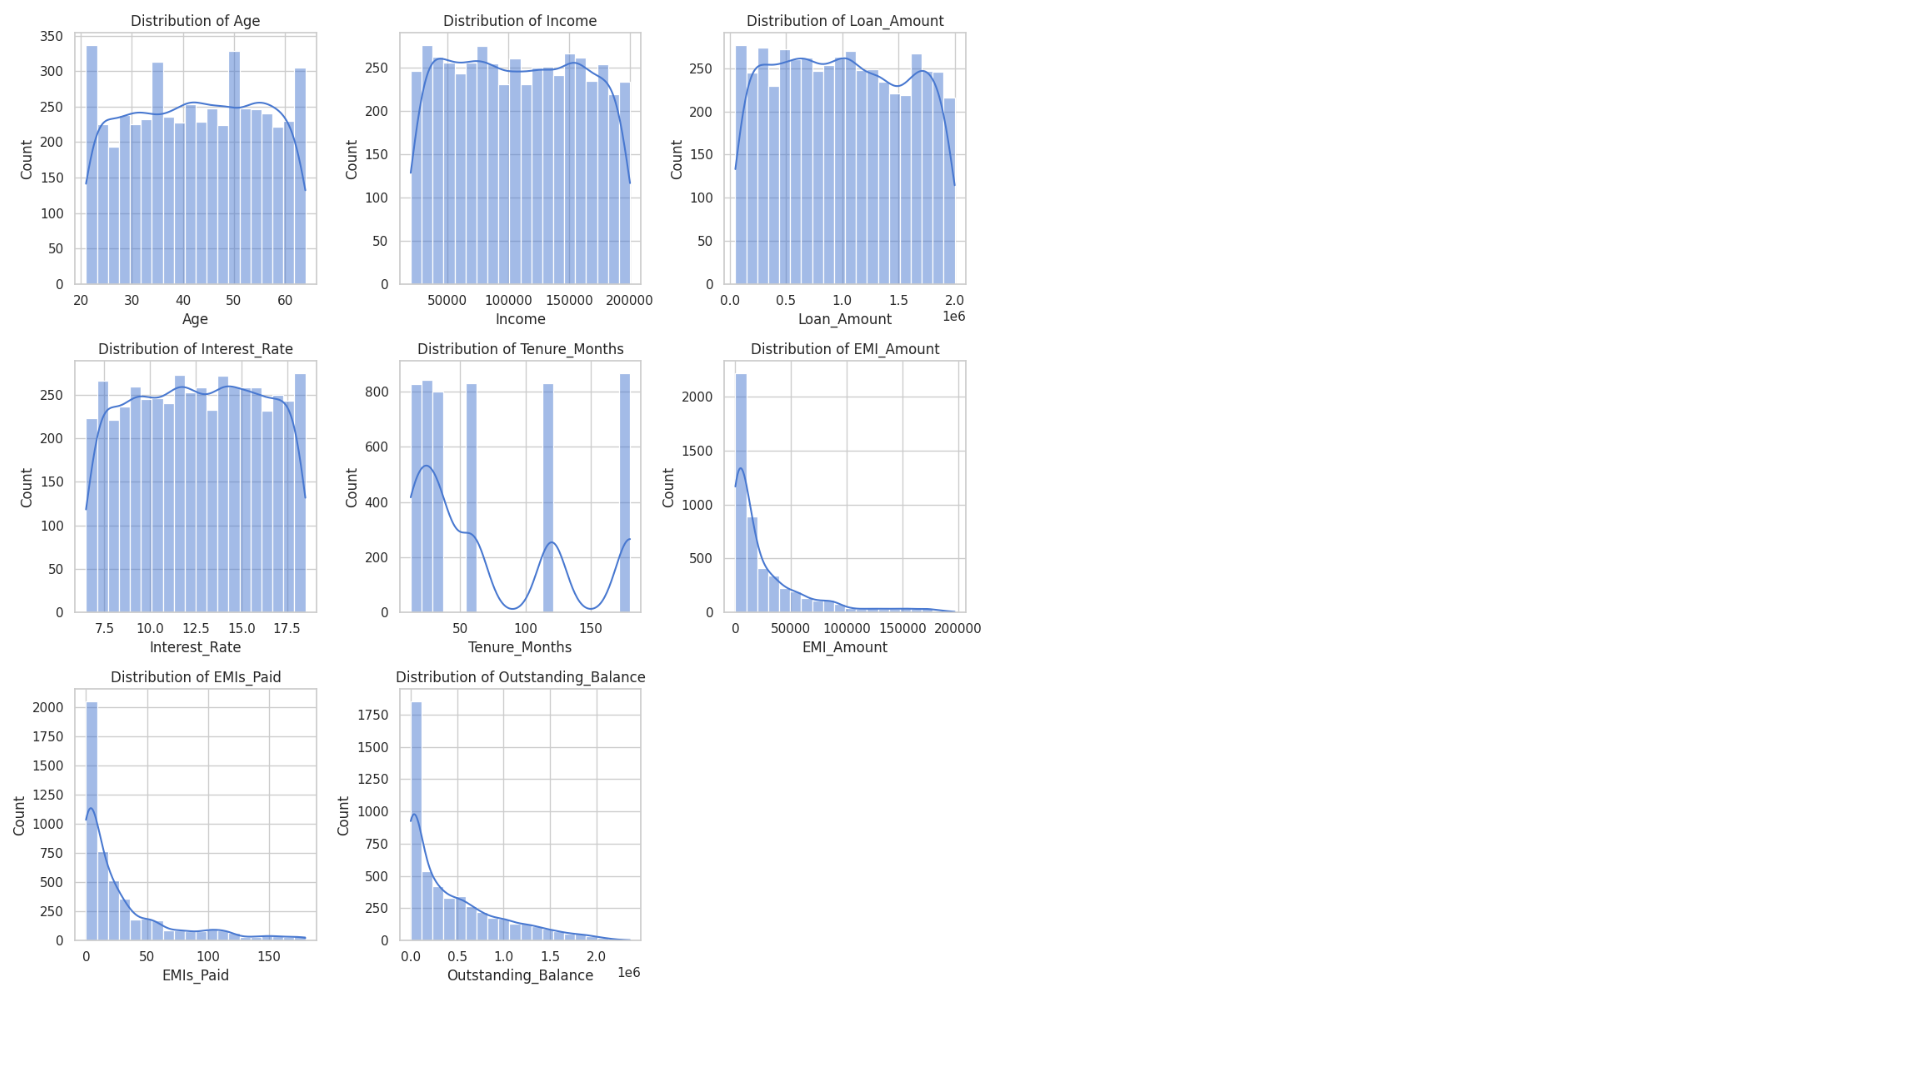 Distribution of Age
350
300
250
200
150
100
50
0
Count
20 30 40 50 60
Age
Distribution of Income
250
200
150
100
50
0
Count
50000 100000 150000 200000
Income
Distribution of Loan_Amount
250
200
150
100
50
0
Count
0.0 0.5 1.0 1.5 2.0
1e6
Loan_Amount
Distribution of Interest_Rate
250
200
150
100
50
0
Count
7.5 10.0 12.5 15.0 17.5
Interest_Rate
Distribution of Tenure_Months
800
600
400
200
0
Count
50 100 150
Tenure_Months
Distribution of EMI_Amount
2000
1500
1000
500
0
Count
0 50000 100000 150000 200000
EMI_Amount
Distribution of EMIs_Paid
2000
1750
1500
1250
1000
750
500
250
0
Count
0 50 100 150
EMIs_Paid
Distribution of Outstanding_Balance
1750
1500
1250
1000
750
500
250
0
Count
0.0 0.5 1.0 1.5 2.0
1e6
Outstanding_Balance